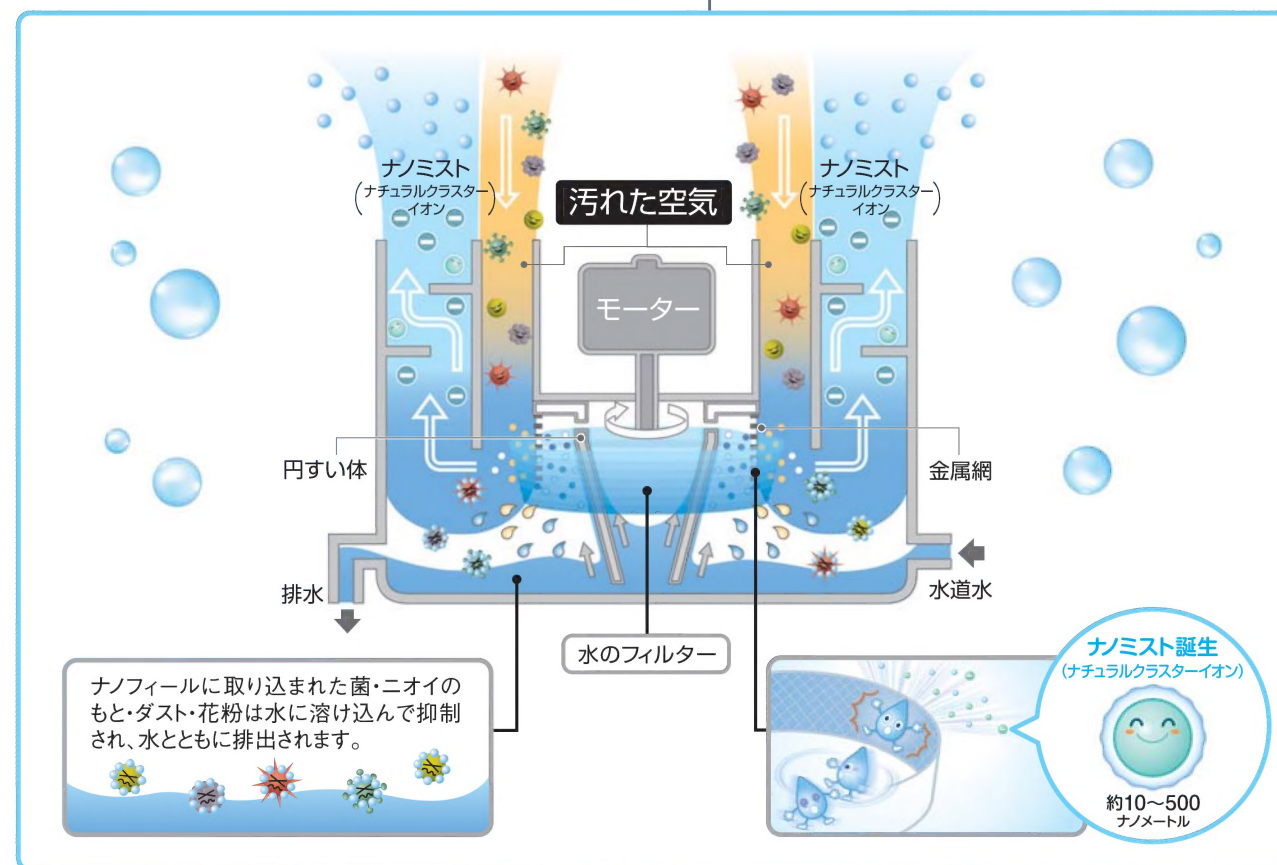 ナノミスト
(ナチュラルクラスター
イオン)
汚れた空気
ナノミスト
(ナチュラルクラスター
イオン)
モーター
円すい体
金属網
排水
水道水
水のフィルター
ナノフィールに取り込まれた菌・ニオイの
もと・ダスト・花粉は水に溶け込んで抑制
され、水とともに排出されます。
ナノミスト誕生
(ナチュラルクラスターイオン)
約10～500
ナノメートル